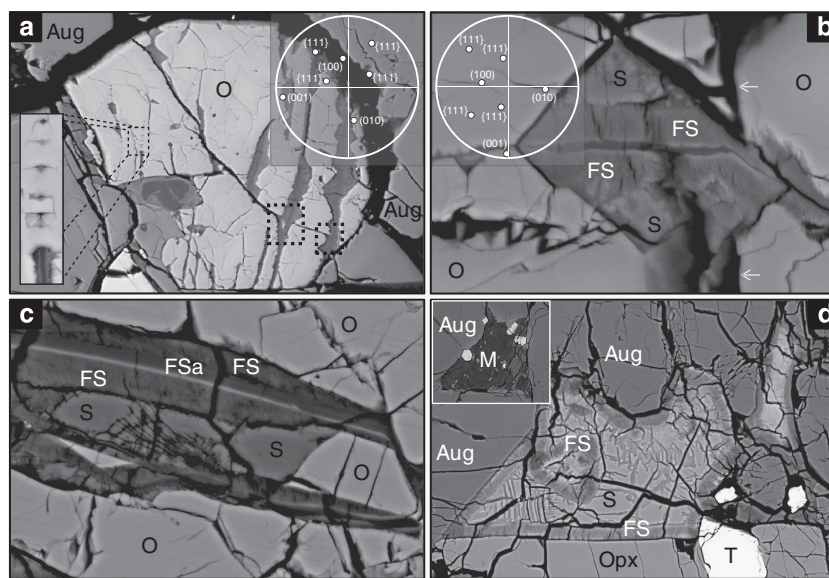 a
Aug
O
{111}
{111}
(100)
{111}
{111}
(001)
(010)
Aug
b
{111}
{111}
(100)
(010)
{111}
{111}
(001)
S
O
FS
FS
S
O
c
O
FSa
FS
FS
S
S
O
O
d
Aug
M
Aug
Aug
FS
S
FS
Opx
T